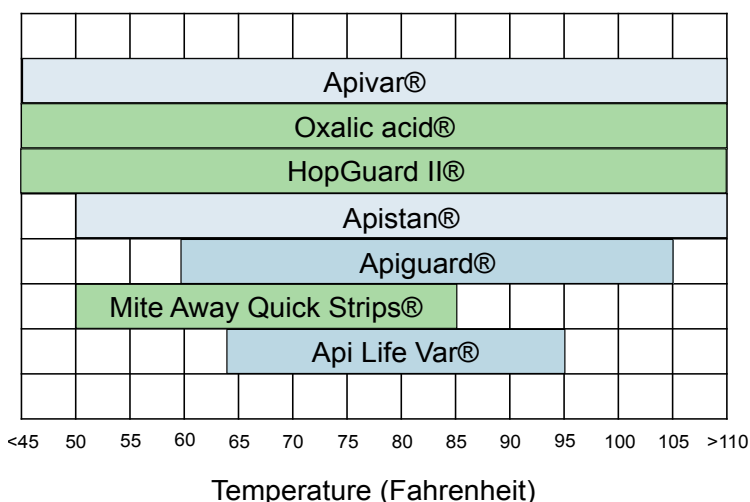 Apivar®
Oxalic acid®
HopGuard II®
Apistan®
Apiguard®
Mite Away Quick Strips®
Api Life Var®
<45 50 55 60 65 70 75 80 85 90 95 100 105 >110
Temperature (Fahrenheit)